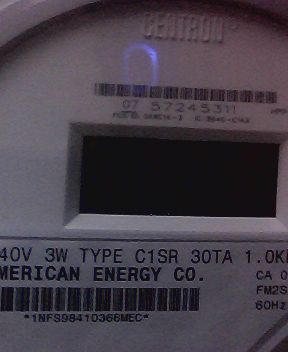 CENTRON
07 57245311
40V 3W TYPE C1SR 30TA 1.0K
MERICAN ENERGY CO.
CA 0
FM2S
60Hz
*1NFS98410366MEC*